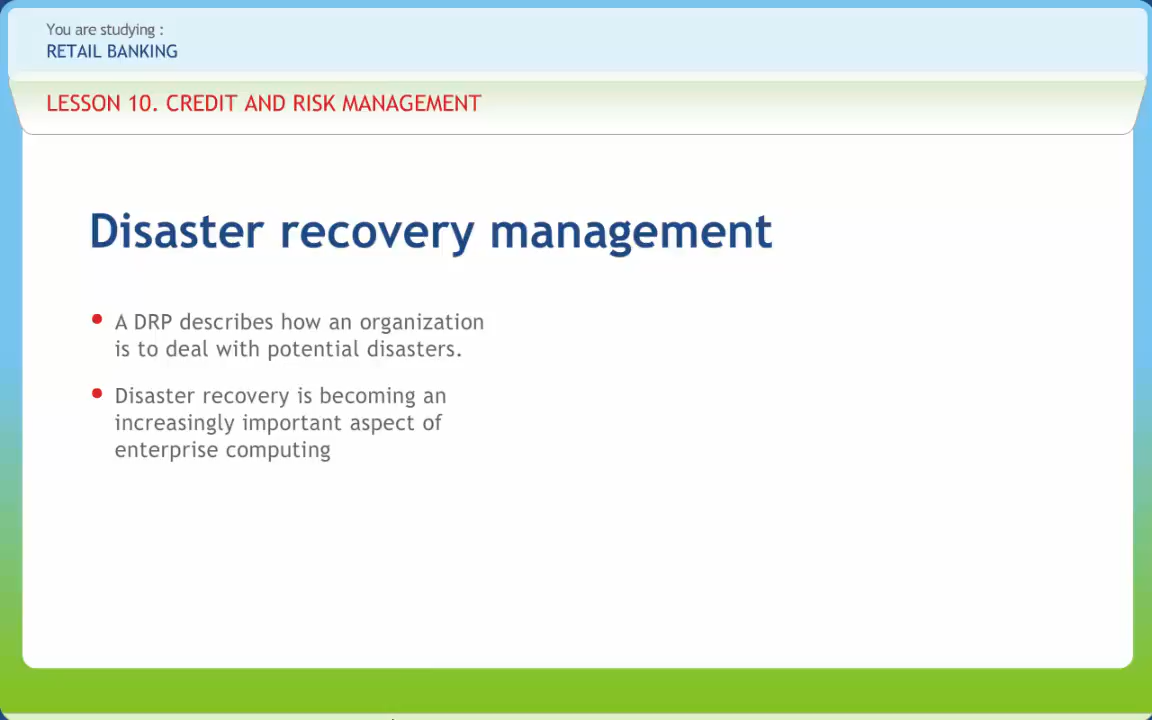 You are studying :
RETAIL BANKING
LESSON 10. CREDIT AND RISK MANAGEMENT
Disaster recovery management
• A DRP describes how an organization
is to deal with potential disasters.
• Disaster recovery is becoming an
increasingly important aspect of
enterprise computing